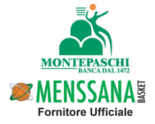 MONTEPASCHI
BANCA DAL 1472
MENSSANA BASKET
Fornitore Ufficiale